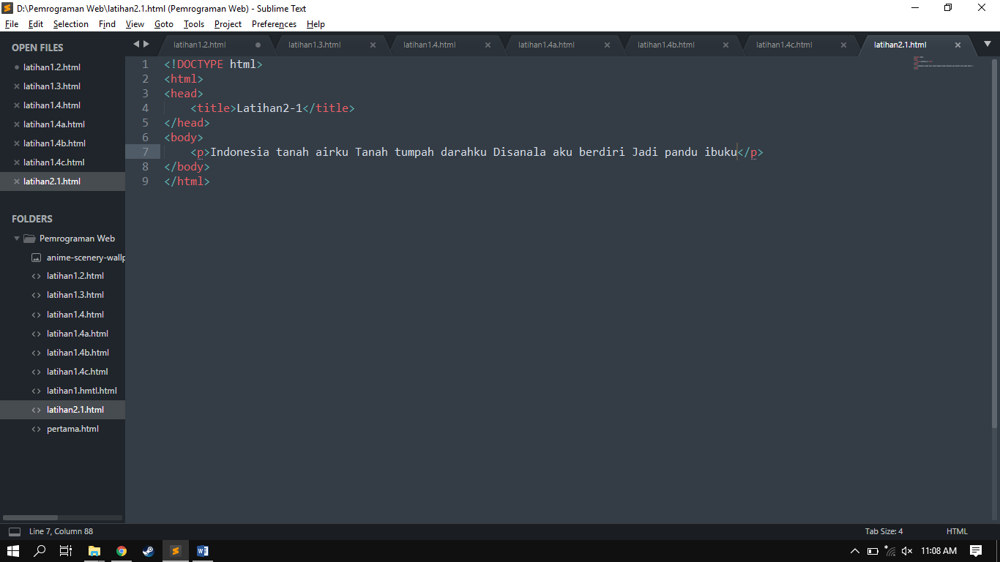 D:\Pemrograman Web\latihan2.1.html (Pemrograman Web) - Sublime Text
File Edit Selection Find View Goto Tools Project Preferences Help
OPEN FILES
latihan1.2.html
latihan1.3.html
latihan1.4.html
latihan1.4a.html
latihan1.4b.html
latihan1.4c.html
latihan2.1.html
FOLDERS
Pemrograman Web
anime-scenery-wallp
latihan1.2.html
latihan1.3.html
latihan1.4.html
latihan1.4a.html
latihan1.4b.html
latihan1.4c.html
latihan1.hmtl.html
latihan2.1.html
pertama.html
latihan1.2.html latihan1.3.html latihan1.4.html latihan1.4a.html latihan1.4b.html latihan1.4c.html latihan2.1.html
1 <!DOCTYPE html>
2 <html>
3 <head>
4 <title>Latihan2-1</title>
5 </head>
6 <body>
7 <p>Indonesia tanah airku Tanah tumpah darahku Disanala aku berdiri Jadi pandu ibuku</p>
8 </body>
9 </html>
Line 7, Column 88 Tab Size: 4 HTML
11:08 AM